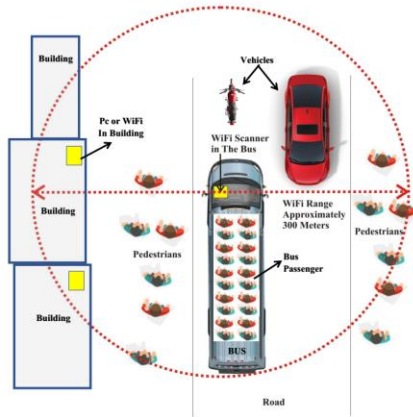 Vehicles
Building
Pc or WiFi
In Building
WiFi Scanner
in The Bus
Building
WiFi Range
Approximately
300 Meters
Pedestrians
Pedestrians
Bus
Passenger
Building
BUS
Road